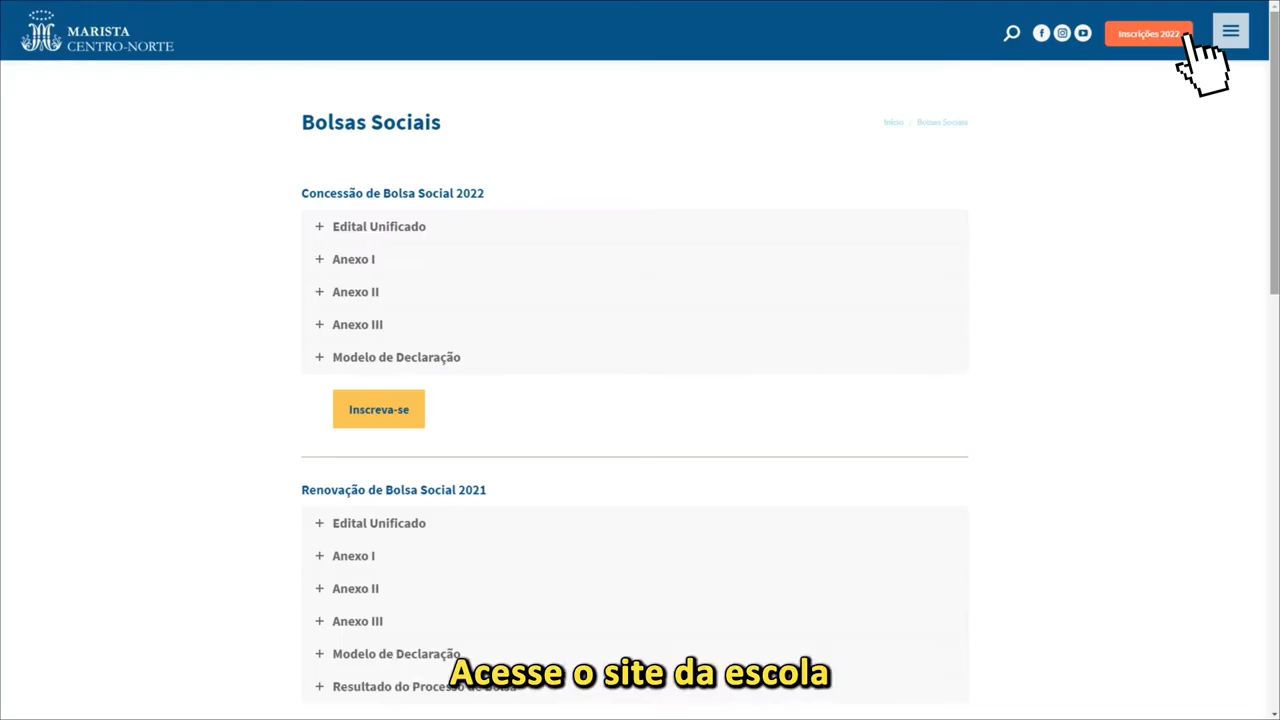 MARISTA
CENTRO-NORTE
Inscrições 2022
Bolsas Sociais
Início / Bolsas Sociais
Concessão de Bolsa Social 2022
+ Edital Unificado
+ Anexo I
+ Anexo II
+ Anexo III
+ Modelo de Declaração
Inscreva-se
Renovação de Bolsa Social 2021
+ Edital Unificado
+ Anexo I
+ Anexo II
+ Anexo III
+ Modelo de Declaração
Acesse o site da escola
+ Resultado do Processo de Bolsa